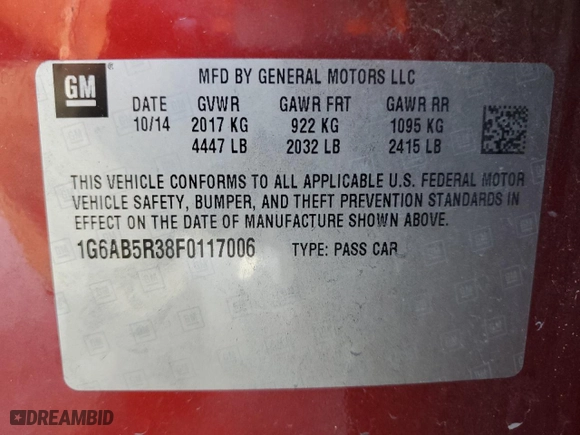 GM
MFD BY GENERAL MOTORS LLC
DATE GVWR GAWR FRT GAWR RR
10/14 2017 KG 922 KG 1095 KG
4447 LB 2032 LB 2415 LB
THIS VEHICLE CONFORMS TO ALL APPLICABLE U.S. FEDERAL MOTOR
VEHICLE SAFETY, BUMPER, AND THEFT PREVENTION STANDARDS IN
EFFECT ON THE DATE OF MANUFACTURE SHOWN ABOVE.
1G6AB5R38F0117006 TYPE: PASS CAR
DREAMBID